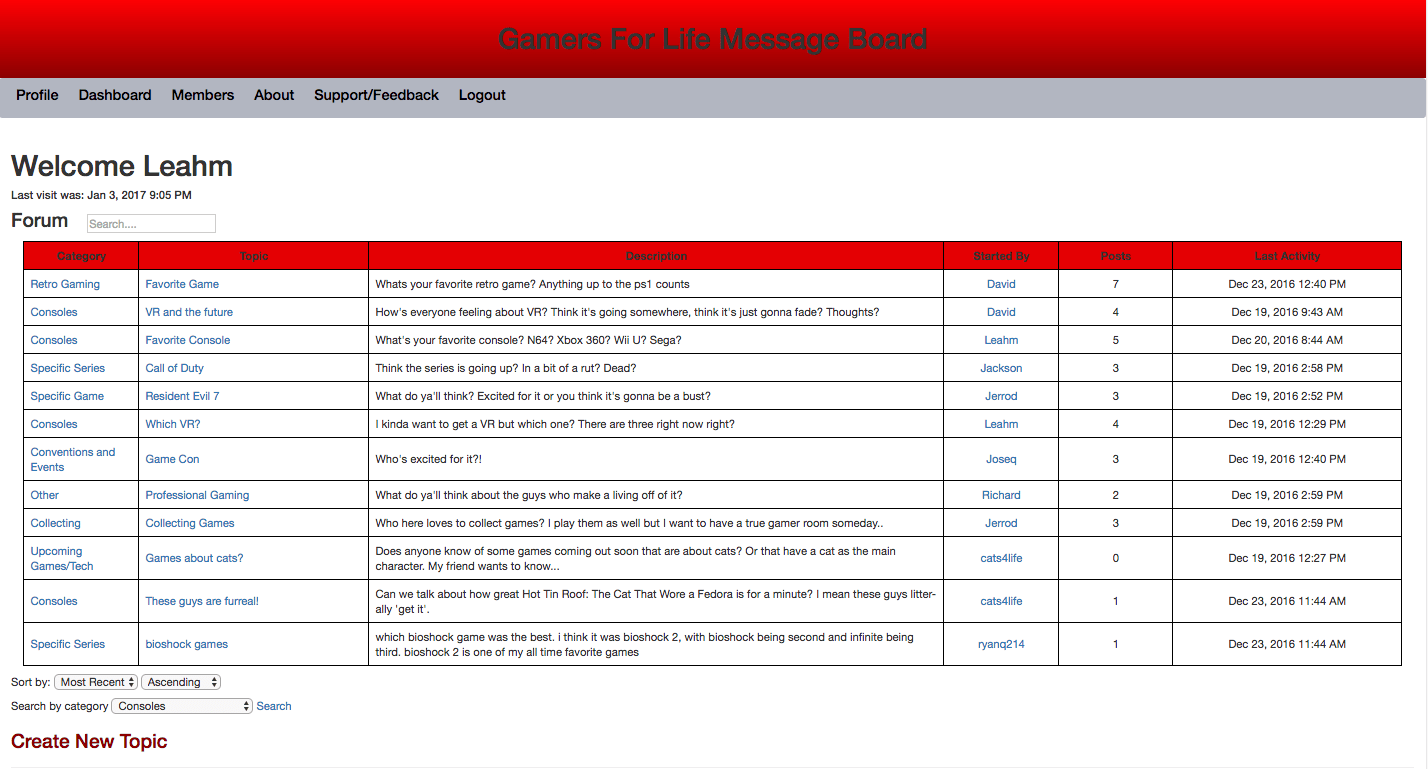 Gamers For Life Message Board
Profile Dashboard Members About Support/Feedback Logout
Welcome Leahm
Last visit was: Jan 3, 2017 9:05 PM
Forum Search....
Category Topic Description Started By Posts Last Activity
Retro Gaming Favorite Game Whats your favorite retro game? Anything up to the ps1 counts David 7 Dec 23, 2016 12:40 PM
Consoles VR and the future How's everyone feeling about VR? Think it's going somewhere, think it's just gonna fade? Thoughts? David 4 Dec 19, 2016 9:43 AM
Consoles Favorite Console What's your favorite console? N64? Xbox 360? Wii U? Sega? Leahm 5 Dec 20, 2016 8:44 AM
Specific Series Call of Duty Think the series is going up? In a bit of a rut? Dead? Jackson 3 Dec 19, 2016 2:58 PM
Specific Game Resident Evil 7 What do ya'll think? Excited for it or you think it's gonna be a bust? Jerrod 3 Dec 19, 2016 2:52 PM
Consoles Which VR? I kinda want to get a VR but which one? There are three right now right? Leahm 4 Dec 19, 2016 12:29 PM
Conventions and
Events Game Con Who's excited for it?! Joseq 3 Dec 19, 2016 12:40 PM
Other Professional Gaming What do ya'll think about the guys who make a living off of it? Richard 2 Dec 19, 2016 2:59 PM
Collecting Collecting Games Who here loves to collect games? I play them as well but I want to have a true gamer room someday.. Jerrod 3 Dec 19, 2016 2:59 PM
Upcoming
Games/Tech Games about cats? Does anyone know of some games coming out soon that are about cats? Or that have a cat as the main
character. My friend wants to know... cats4life 0 Dec 19, 2016 12:27 PM
Consoles These guys are furreal! Can we talk about how great Hot Tin Roof: The Cat That Wore a Fedora is for a minute? I mean these guys litter-
ally 'get it'. cats4life 1 Dec 23, 2016 11:44 AM
Specific Series bioshock games which bioshock game was the best. i think it was bioshock 2, with bioshock being second and infinite being
third. bioshock 2 is one of my all time favorite games ryanq214 1 Dec 23, 2016 11:44 AM
Sort by: Most Recent Ascending
Search by category Consoles Search
Create New Topic